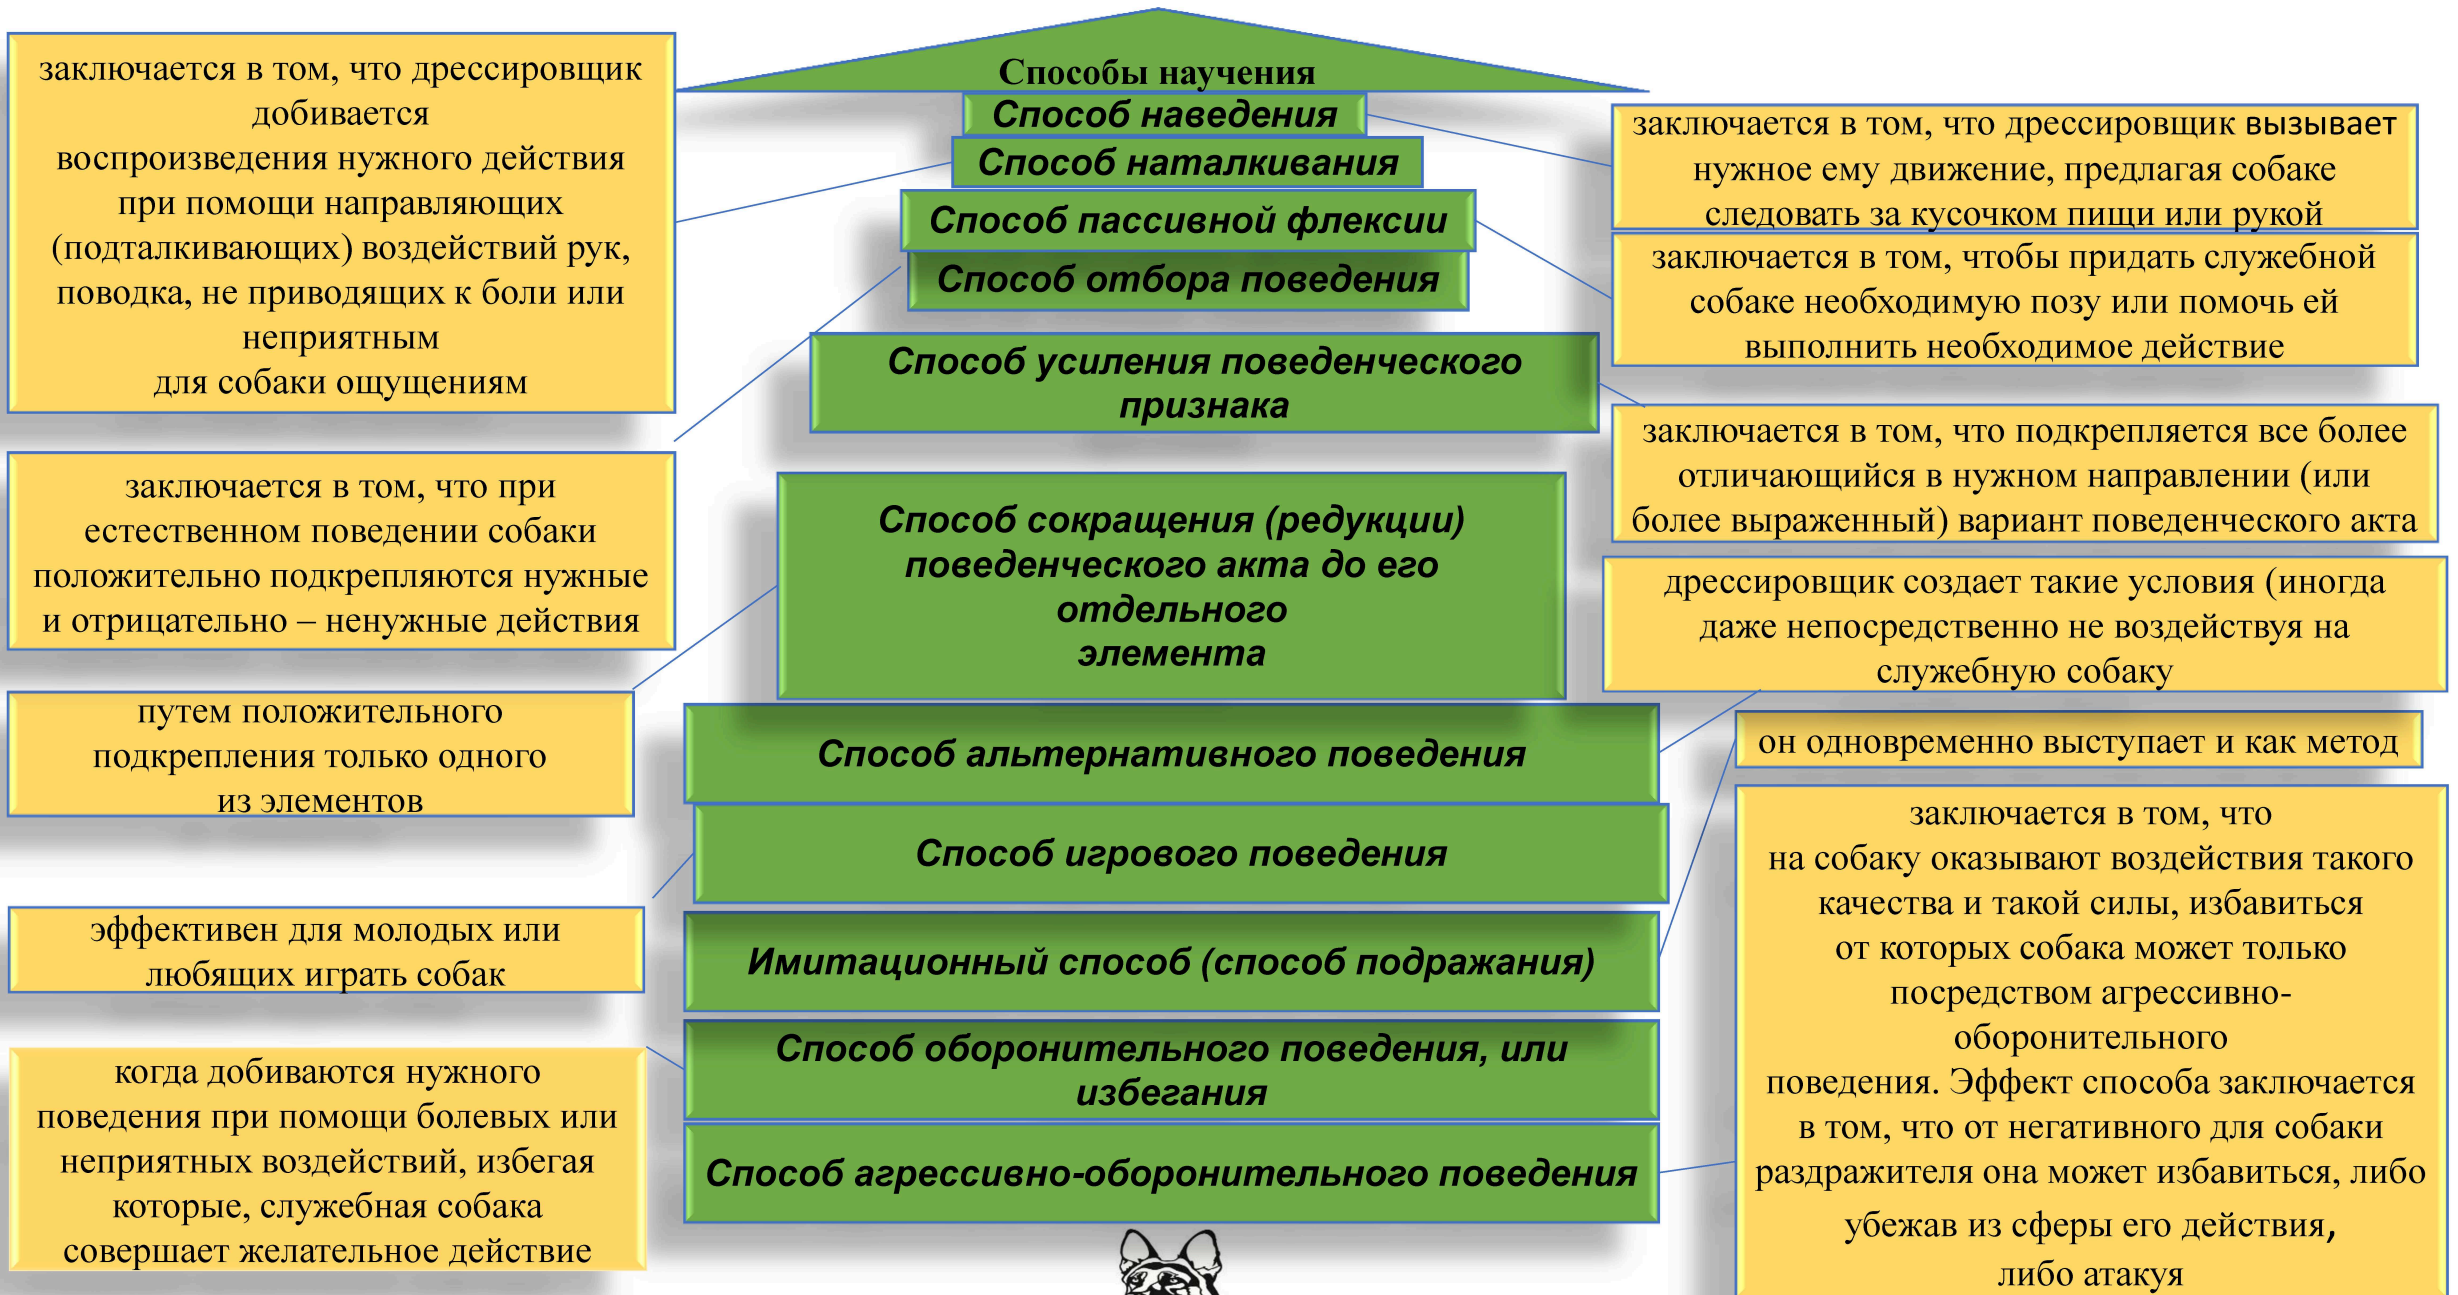 Способы научения
Способ наведения
Способ наталкивания
Способ пассивной флексии
Способ отбора поведения
Способ усиления поведенческого
признака
Способ сокращения (редукции)
поведенческого акта до его
отдельного
элемента
Способ альтернативного поведения
Способ игрового поведения
Имитационный способ (способ подражания)
Способ оборонительного поведения, или
избегания
Способ агрессивно-оборонительного поведения
заключается в том, что дрессировщик
добивается
воспроизведения нужного действия
при помощи направляющих
(подталкивающих) воздействий рук,
поводка, не приводящих к боли или
неприятным
для собаки ощущениям
заключается в том, что при
естественном поведении собаки
положительно подкрепляются нужные
и отрицательно – ненужные действия
путем положительного
подкрепления только одного
из элементов
эффективен для молодых или
любящих играть собак
когда добиваются нужного
поведения при помощи болевых или
неприятных воздействий, избегая
которые, служебная собака
совершает желательное действие
заключается в том, что дрессировщик вызывает
нужное ему движение, предлагая собаке
следовать за кусочком пищи или рукой
заключается в том, чтобы придать служебной
собаке необходимую позу или помочь ей
выполнить необходимое действие
заключается в том, что подкрепляется все более
отличающийся в нужном направлении (или
более выраженный) вариант поведенческого акта
дрессировщик создает такие условия (иногда
даже непосредственно не воздействуя на
служебную собаку
он одновременно выступает и как метод
заключается в том, что
на собаку оказывают воздействия такого
качества и такой силы, избавиться
от которых собака может только
посредством агрессивно-
оборонительного
поведения. Эффект способа заключается
в том, что от негативного для собаки
раздражителя она может избавиться, либо
убежав из сферы его действия,
либо атакуя